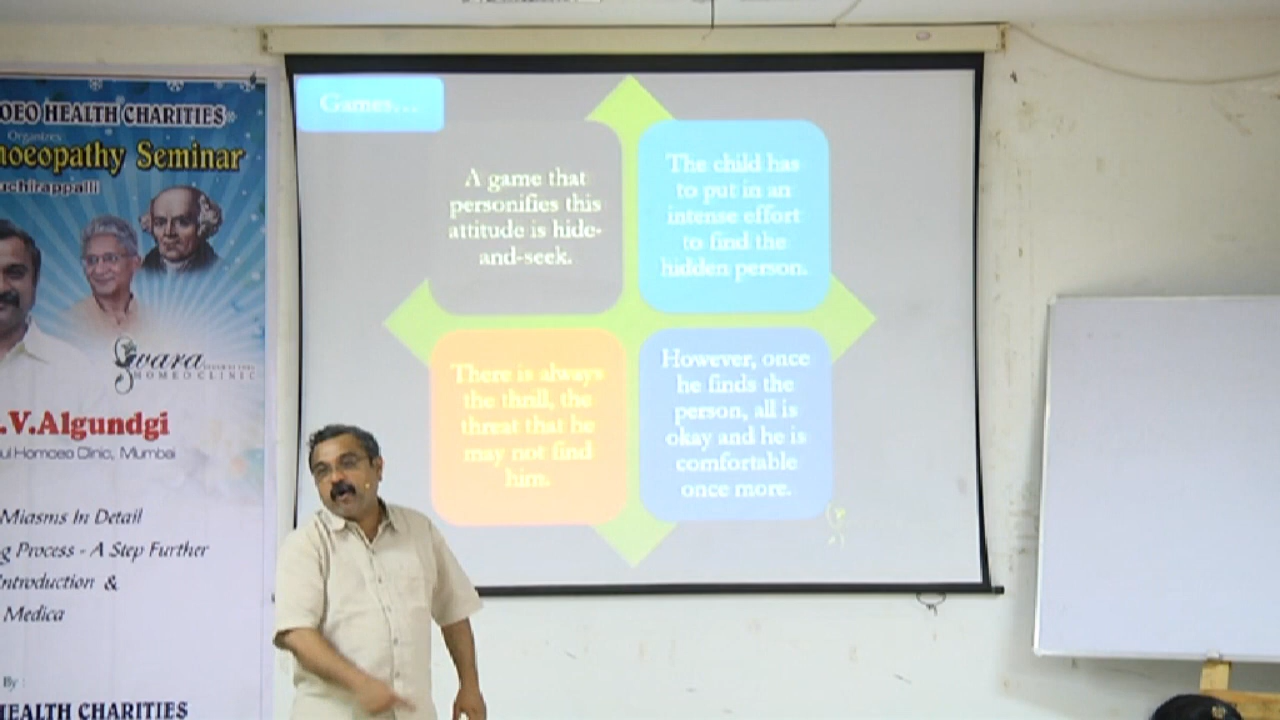 OEO HEALTH CHARITIES
Organizes
noeopathy Seminar
uchirappalli
Swara
HOMEO CLINIC
.V.Algundgi
ul Homoeo Clinic, Mumbai
Miasms In Detail
g Process - A Step Further
Introduction &
Medica
By :
HEALTH CHARITIES
Games...
A game that
personifies this
attitude is hide-
and-seek.
The child has
to put in an
intense effort
to find the
hidden person.
There is always
the thrill, the
threat that he
may not find
him.
However, once
he finds the
person, all is
okay and he is
comfortable
once more.